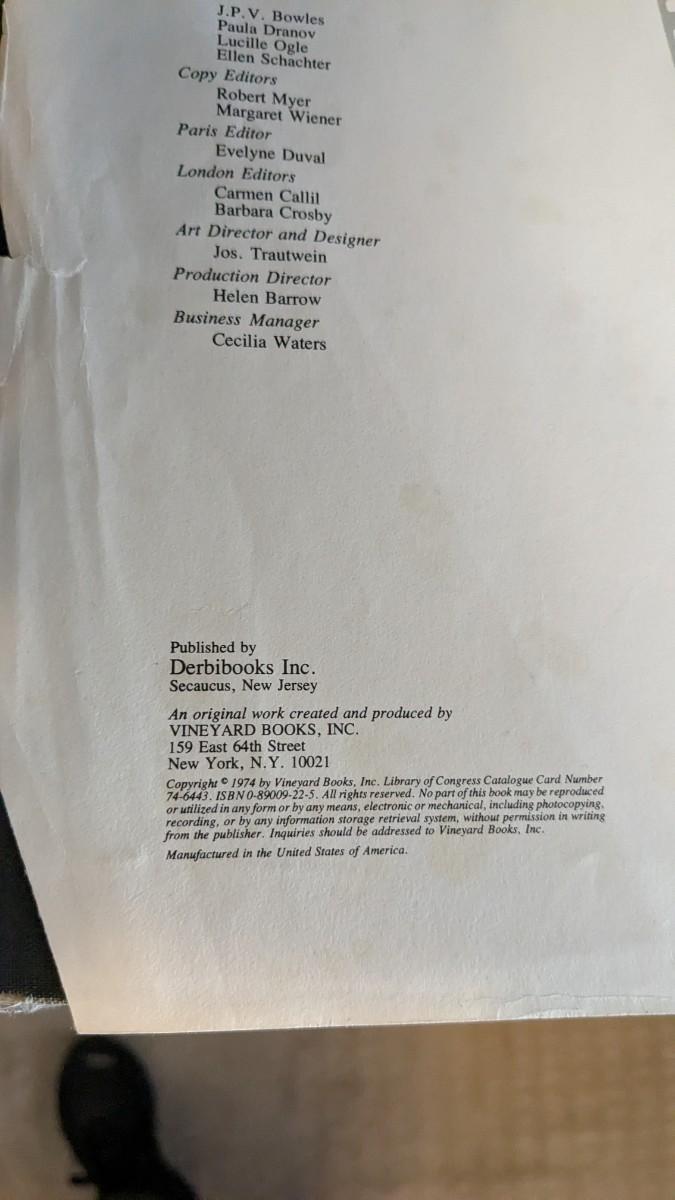 J.P.V. Bowles
Paula Dranov
Lucille Ogle
Ellen Schachter
Copy Editors
Robert Myer
Margaret Wiener
Paris Editor
Evelyne Duval
London Editors
Carmen Callil
Barbara Crosby
Art Director and Designer
Jos. Trautwein
Production Director
Helen Barrow
Business Manager
Cecilia Waters
Published by
Derbibooks Inc.
Secaucus, New Jersey
An original work created and produced by
VINEYARD BOOKS, INC.
159 East 64th Street
New York, N.Y. 10021
Copyright © 1974 by Vineyard Books, Inc. Library of Congress Catalogue Card Number
74-6443. ISBN 0-89009-22-5. All rights reserved. No part of this book may be reproduced
or utilized in any form or by any means, electronic or mechanical, including photocopying,
recording, or by any information storage retrieval system, without permission in writing
from the publisher. Inquiries should be addressed to Vineyard Books, Inc.
Manufactured in the United States of America.